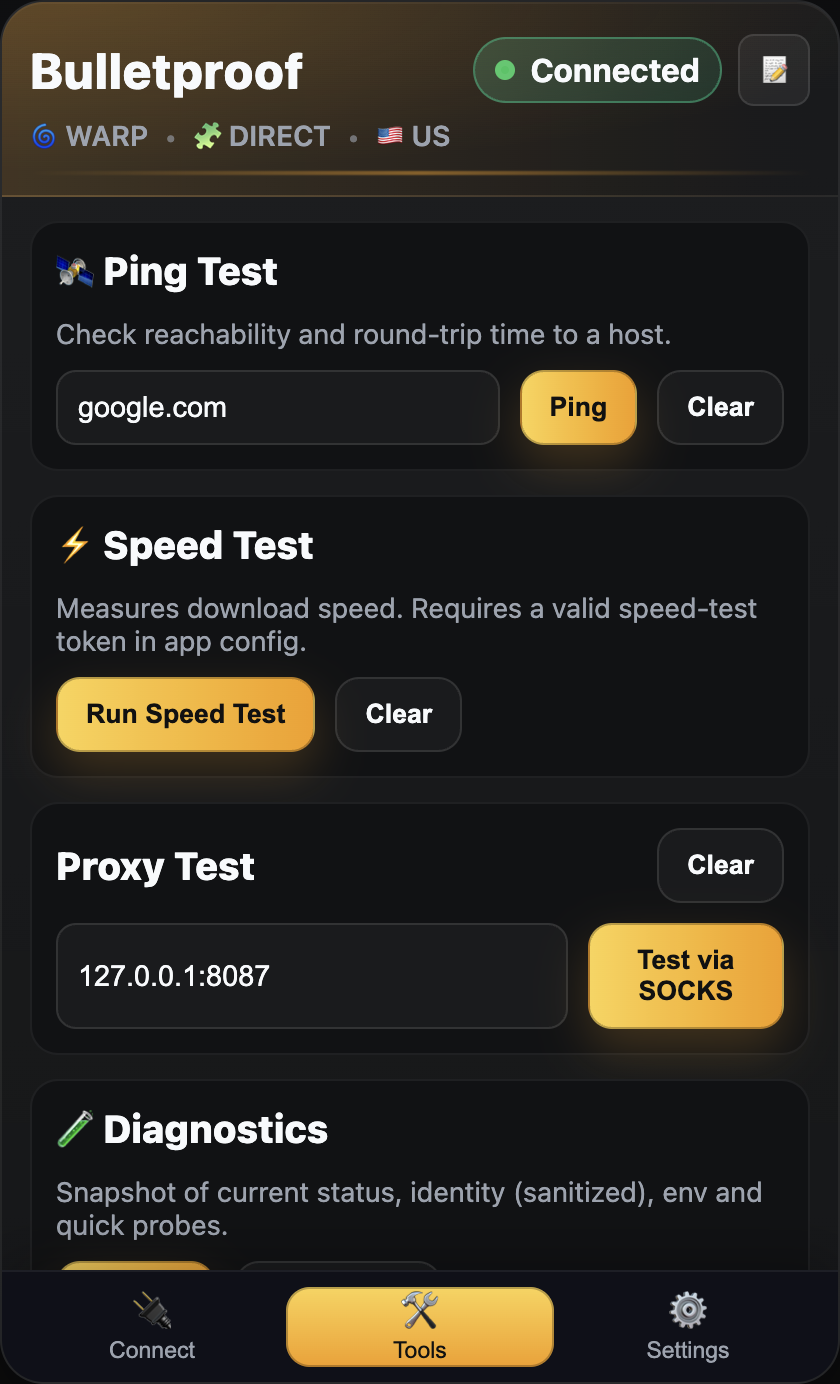 Bulletproof
Connected
WARP • DIRECT • US
Ping Test
Check reachability and round-trip time to a host.
google.com
Ping
Clear
Speed Test
Measures download speed. Requires a valid speed-test
token in app config.
Run Speed Test
Clear
Proxy Test
Clear
127.0.0.1:8087
Test via
SOCKS
Diagnostics
Snapshot of current status, identity (sanitized), env and
quick probes.
Connect
Tools
Settings